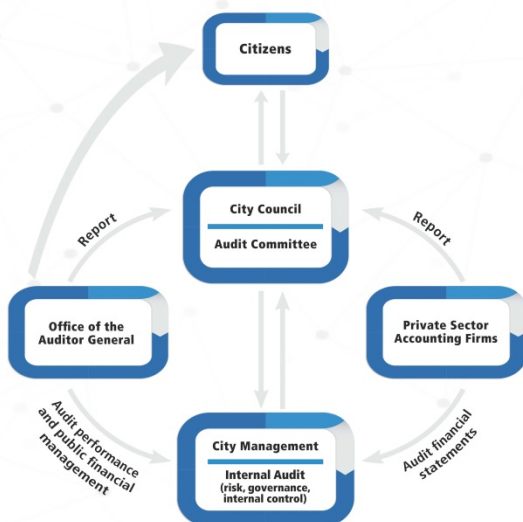 Citizens
City Council
Audit Committee
Report
Report
Office of the
Auditor General
Private Sector
Accounting Firms
Audit performance
and public financial
management
Audit financial
statements
City Management
Internal Audit
(risk, governance,
internal control)